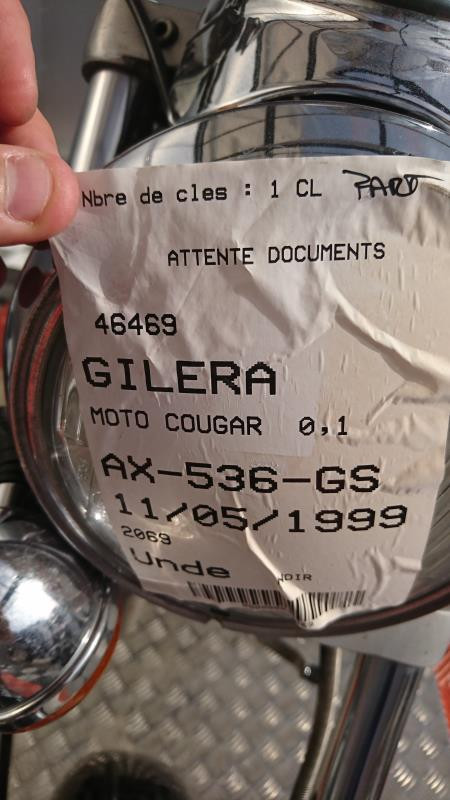 Nbre de cles : 1 CL PART
ATTENTE DOCUMENTS
46469
GILERA
MOTO COUGAR 0,1
AX-536-GS
11/05/1999
2069
Unde